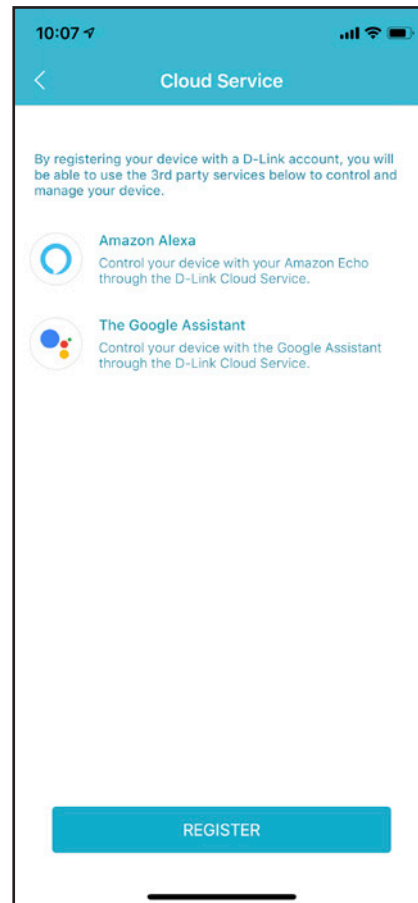 10:07
Cloud Service
By registering your device with a D-Link account, you will
be able to use the 3rd party services below to control and
manage your device.
Amazon Alexa
Control your device with your Amazon Echo
through the D-Link Cloud Service.
The Google Assistant
Control your device with the Google Assistant
through the D-Link Cloud Service.
REGISTER